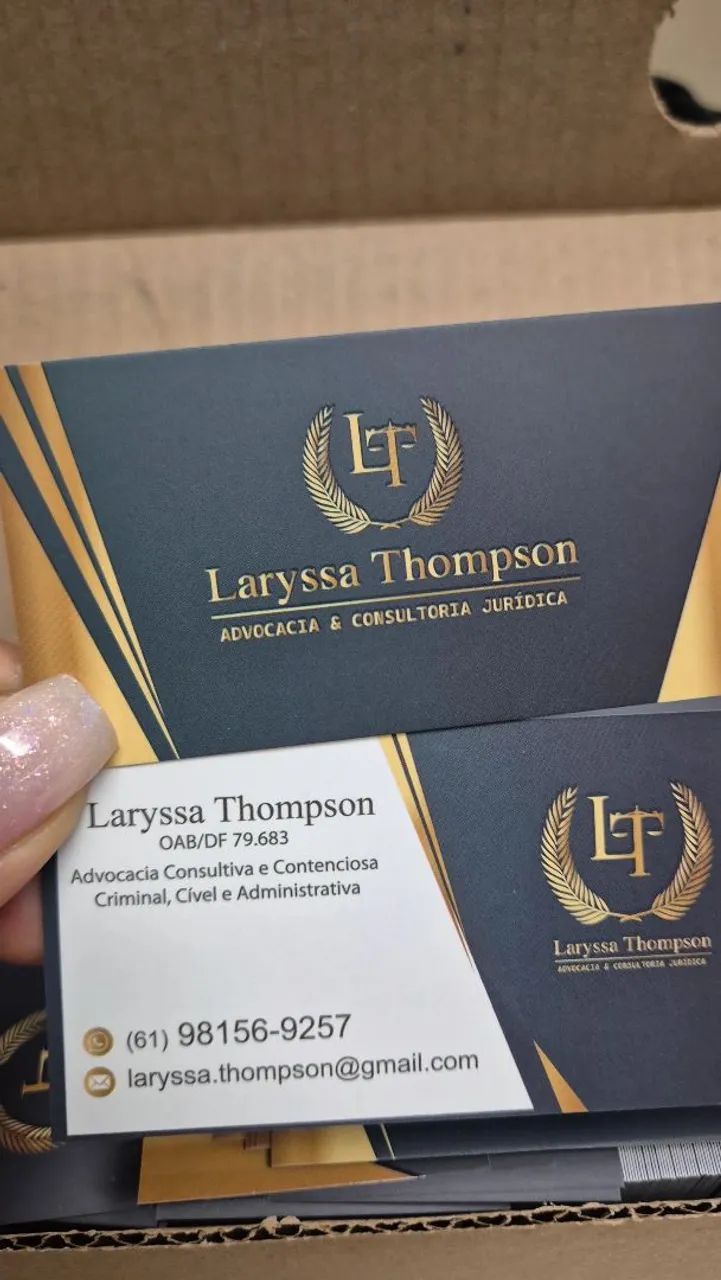 LT
Laryssa Thompson
ADVOCACIA & CONSULTORIA JURÍDICA
Laryssa Thompson
OAB/DF 79.683
Advocacia Consultiva e Contenciosa
Criminal, Cível e Administrativa
(61) 98156-9257
laryssa.thompson@gmail.com
LT
Laryssa Thompson
ADVOCACIA & CONSULTORIA JURÍDICA